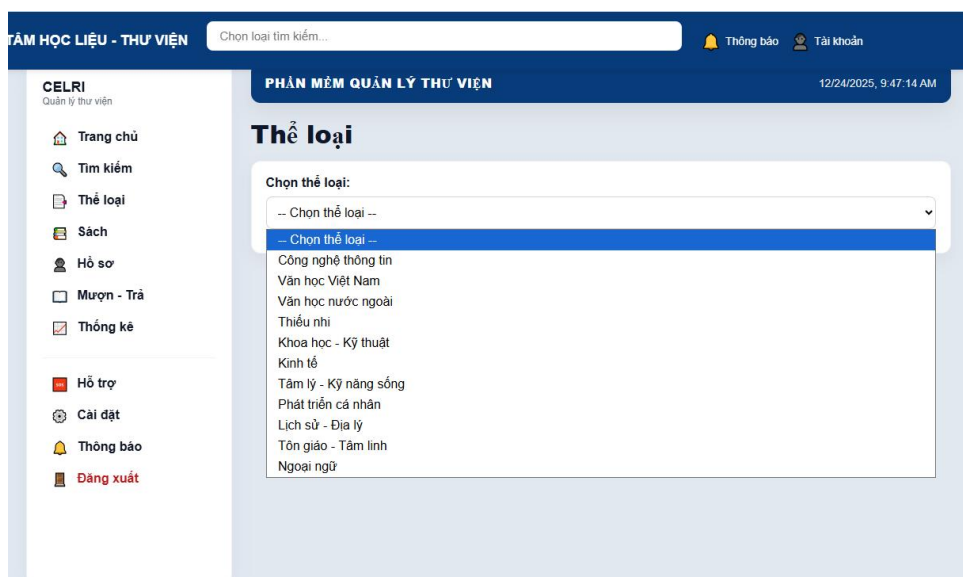 TÂM HỌC LIỆU - THƯ VIỆN
Chọn loại tìm kiếm...
Thông báo
Tài khoản
CELRI
Quản lý thư viện
Trang chủ
Tìm kiếm
Thể loại
Sách
Hồ sơ
Mượn - Trả
Thống kê
Hỗ trợ
Cài đặt
Thông báo
Đăng xuất
PHẦN MỀM QUẢN LÝ THƯ VIỆN
12/24/2025, 9:47:14 AM
Thể loại
Chọn thể loại:
-- Chọn thể loại --
-- Chọn thể loại --
Công nghệ thông tin
Văn học Việt Nam
Văn học nước ngoài
Thiếu nhi
Khoa học - Kỹ thuật
Kinh tế
Tâm lý - Kỹ năng sống
Phát triển cá nhân
Lịch sử - Địa lý
Tôn giáo - Tâm linh
Ngoại ngữ